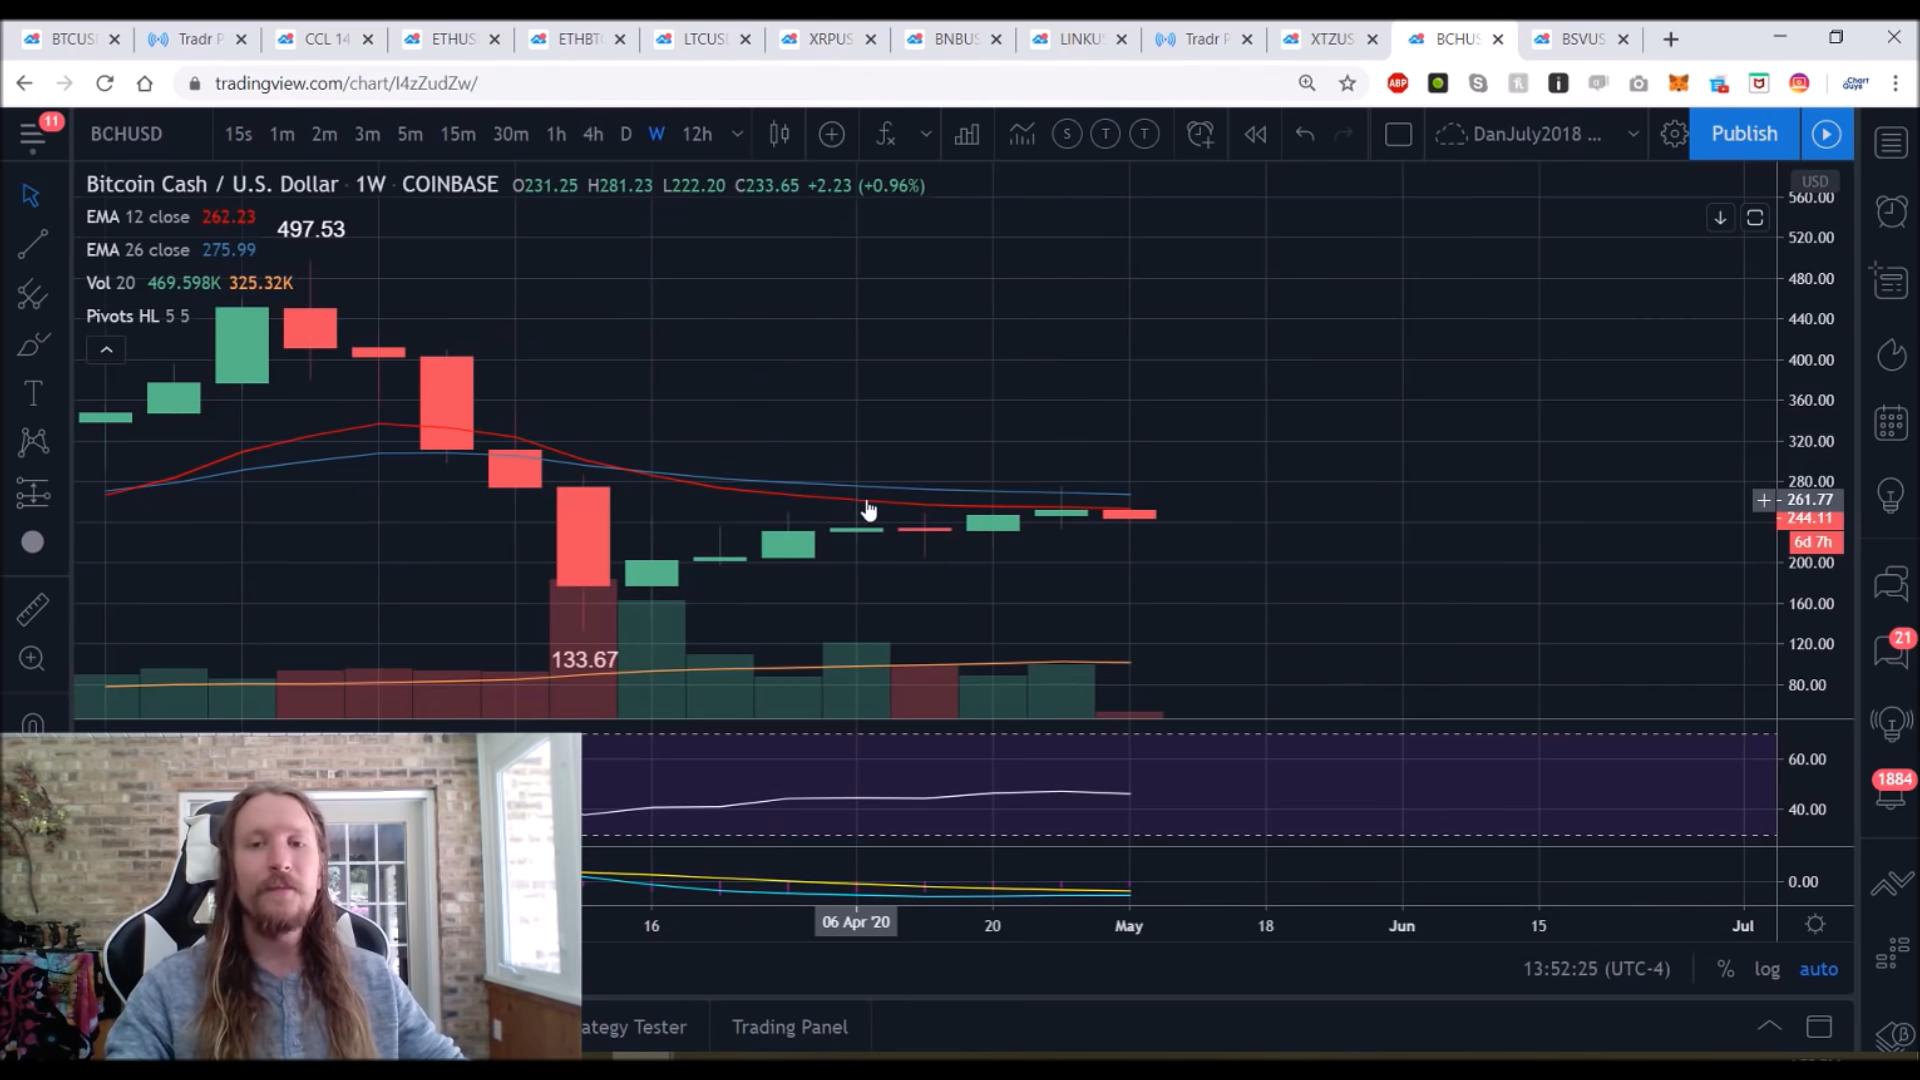 BTCUS Tradr P CCL 14 ETHUS ETHBT LTCUS XRPUS BNBUS LINKU Tradr P XTZUS BCHUS BSVUS
tradingview.com/chart/I4zZudZw/
ABP
Chart Guys
11
BCHUSD 15s 1m 2m 3m 5m 15m 30m 1h 4h D W 12h S T T DanJuly2018 ... Publish
Bitcoin Cash / U.S. Dollar · 1W · COINBASE O231.25 H281.23 L222.20 C233.65 +2.23 (+0.96%)
USD
EMA 12 close 262.23
497.53
EMA 26 close 275.99
Vol 20 469.598K 325.32K
Pivots HL 5 5
560.00
520.00
480.00
440.00
400.00
360.00
320.00
280.00
261.77
244.11
6d 7h
200.00
160.00
120.00
80.00
133.67
60.00
40.00
0.00
21
1884
16 06 Apr '20 20 May 18 Jun 15 Jul
13:52:25 (UTC-4) % log auto
ategy Tester Trading Panel